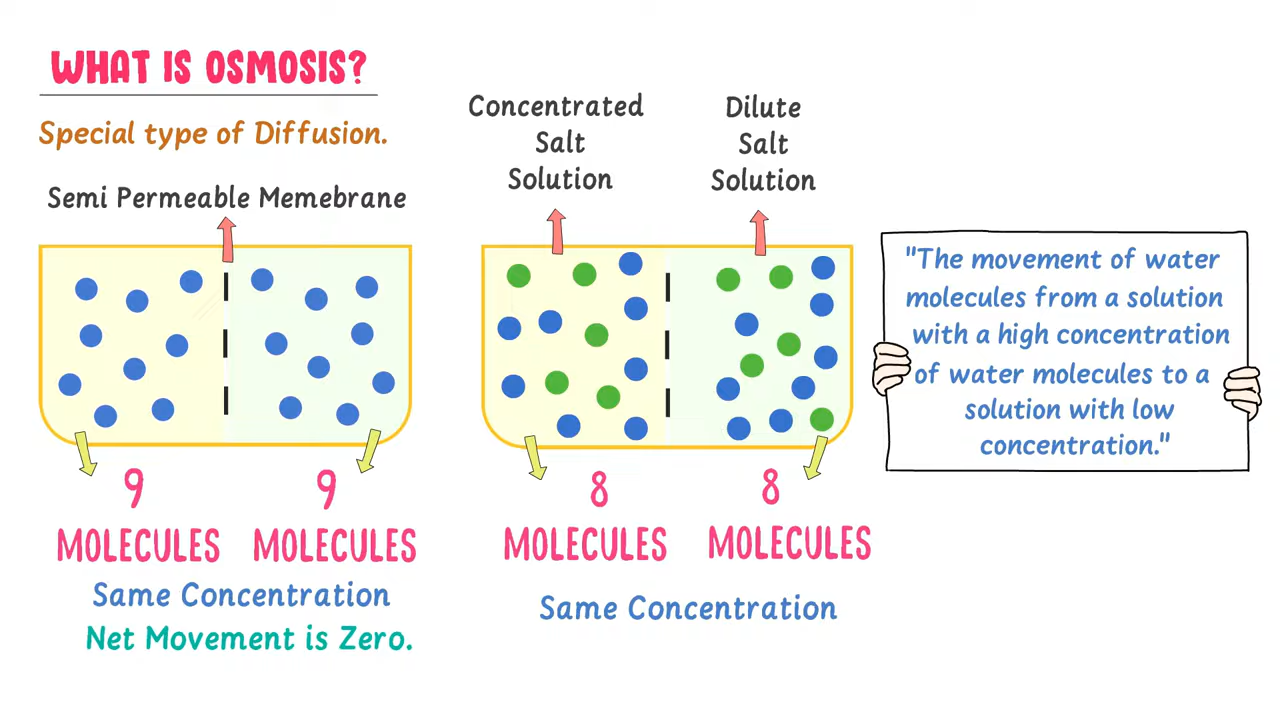 WHAT IS OSMOSIS?
Special type of Diffusion.
Semi Permeable Memebrane
9
MOLECULES
9
MOLECULES
Same Concentration
Net Movement is Zero.
Concentrated
Salt
Solution
Dilute
Salt
Solution
8
MOLECULES
8
MOLECULES
Same Concentration
"The movement of water
molecules from a solution
with a high concentration
of water molecules to a
solution with low
concentration."